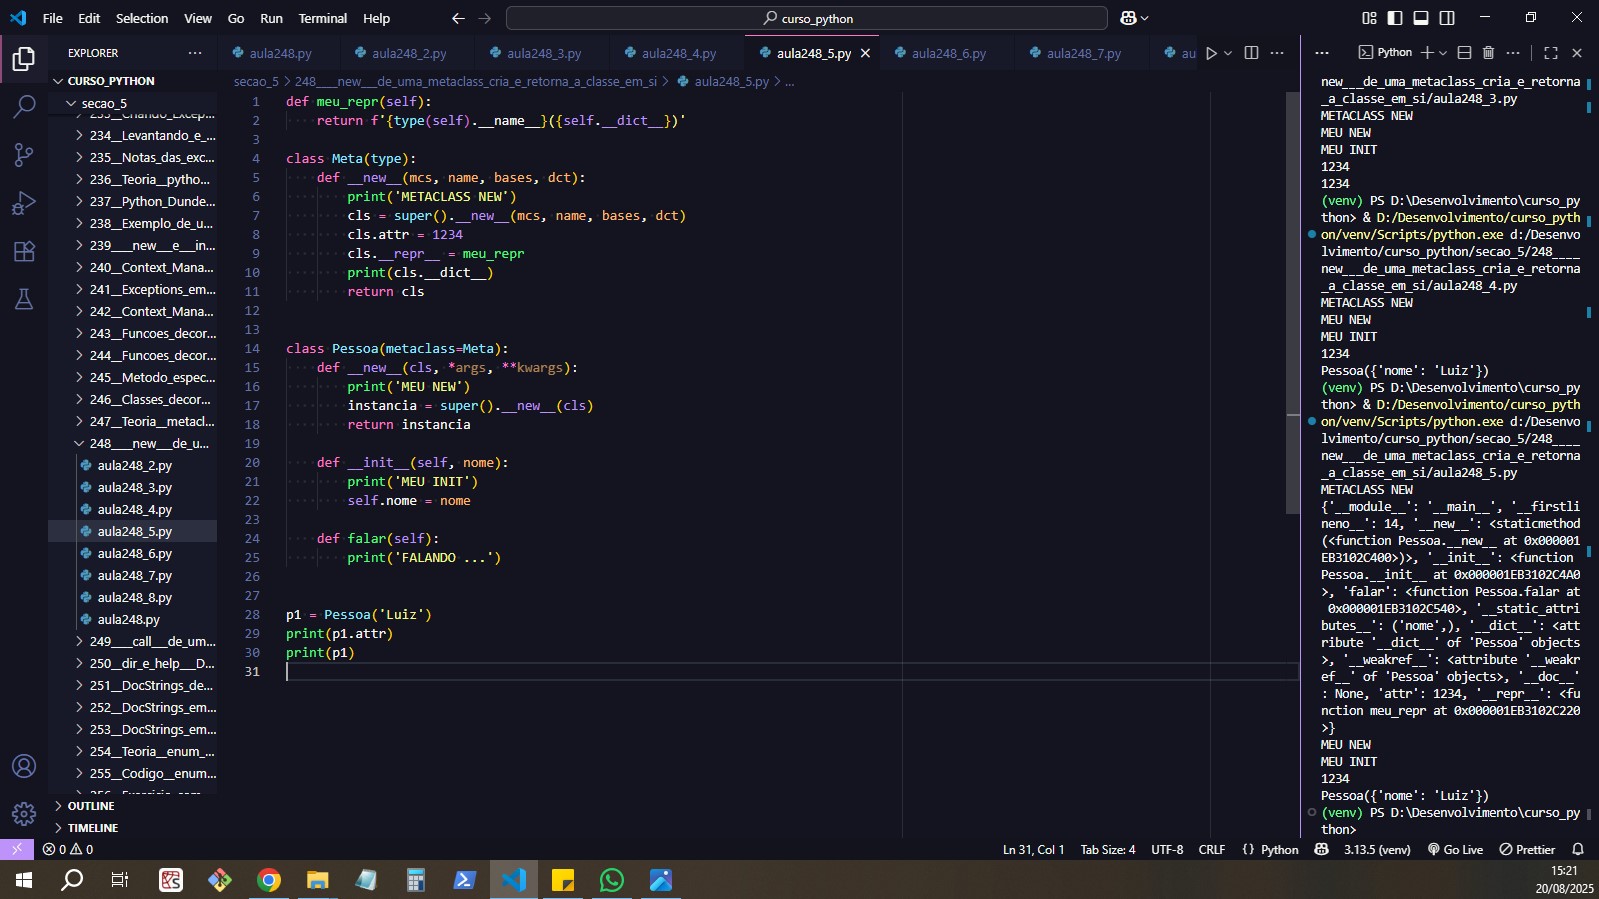 File Edit Selection View Go Run Terminal Help
curso_python
EXPLORER
aula248.py
aula248_2.py
aula248_3.py
aula248_4.py
aula248_5.py
aula248_6.py
aula248_7.py
au
Python
CURSO_PYTHON
secao_5
234__Levantando_e_...
235__Notas_das_exc...
236__Teoria__pytho...
237__Python_Dunde...
238__Exemplo_de_u...
239___new__e__in...
240__Context_Mana...
241__Exceptions_em...
242__Context_Mana...
243__Funcoes_decor...
244__Funcoes_decor...
245__Metodo_espec...
246__Classes_decor...
247__Teoria__metacl...
248____new__de_u...
aula248_2.py
aula248_3.py
aula248_4.py
aula248_5.py
aula248_6.py
aula248_7.py
aula248_8.py
aula248.py
249___call__de_um...
250__dir_e_help___D...
251__DocStrings_de...
252__DocStrings_em...
253__DocStrings_em...
254__Teoria__enum_...
255__Codigo__enum...
OUTLINE
TIMELINE
secao_5 > 248____new__de_uma_metaclass_cria_e_retorna_a_classe_em_si > aula248_5.py > ...
1 def meu_repr(self):
2     return f'{type(self).__name__}({self.__dict__})'
3
4 class Meta(type):
5     def __new__(mcs, name, bases, dct):
6         print('METACLASS NEW')
7         cls = super().__new__(mcs, name, bases, dct)
8         cls.attr = 1234
9         cls.__repr__ = meu_repr
10         print(cls.__dict__)
11         return cls
12
13
14 class Pessoa(metaclass=Meta):
15     def __new__(cls, *args, **kwargs):
16         print('MEU NEW')
17         instancia = super().__new__(cls)
18         return instancia
19
20     def __init__(self, nome):
21         print('MEU INIT')
22         self.nome = nome
23
24     def falar(self):
25         print('FALANDO ...')
26
27
28 p1 = Pessoa('Luiz')
29 print(p1.attr)
30 print(p1)
31
new___de_uma_metaclass_cria_e_retorna
_a_classe_em_si/aula248_3.py
METACLASS NEW
MEU NEW
MEU INIT
1234
1234
(venv) PS D:\Desenvolvimento\curso_py
thon> & D:/Desenvolvimento/curso_pyth
on/venv/Scripts/python.exe d:/Desenvo
lvimento/curso_python/secao_5/248____
new___de_uma_metaclass_cria_e_retorna
_a_classe_em_si/aula248_4.py
METACLASS NEW
MEU NEW
MEU INIT
1234
Pessoa({'nome': 'Luiz'})
(venv) PS D:\Desenvolvimento\curso_py
thon> & D:/Desenvolvimento/curso_pyth
on/venv/Scripts/python.exe d:/Desenvo
lvimento/curso_python/secao_5/248____
new___de_uma_metaclass_cria_e_retorna
_a_classe_em_si/aula248_5.py
METACLASS NEW
{'__module__': '__main__', '__firstli
neno__': 14, '__new__': <staticmethod
(<function Pessoa.__new__ at 0x000001
EB3102C400>)>, '__init__': <function
Pessoa.__init__ at 0x000001EB3102C4A0
>, 'falar': <function Pessoa.falar at
0x000001EB3102C540>, '__static_attri
butes__': ('nome',), '__dict__': <att
ribute '__dict__' of 'Pessoa' objects
>, '__weakref__': <attribute '__weakr
ef__' of 'Pessoa' objects>, '__doc__'
: None, 'attr': 1234, '__repr__': <fu
nction meu_repr at 0x000001EB3102C220
>}
MEU NEW
MEU INIT
1234
Pessoa({'nome': 'Luiz'})
(venv) PS D:\Desenvolvimento\curso_py
thon>
0 0
Ln 31, Col 1 Tab Size: 4 UTF-8 CRLF {} Python 3.13.5 (venv) Go Live Prettier
15:21
20/08/2025